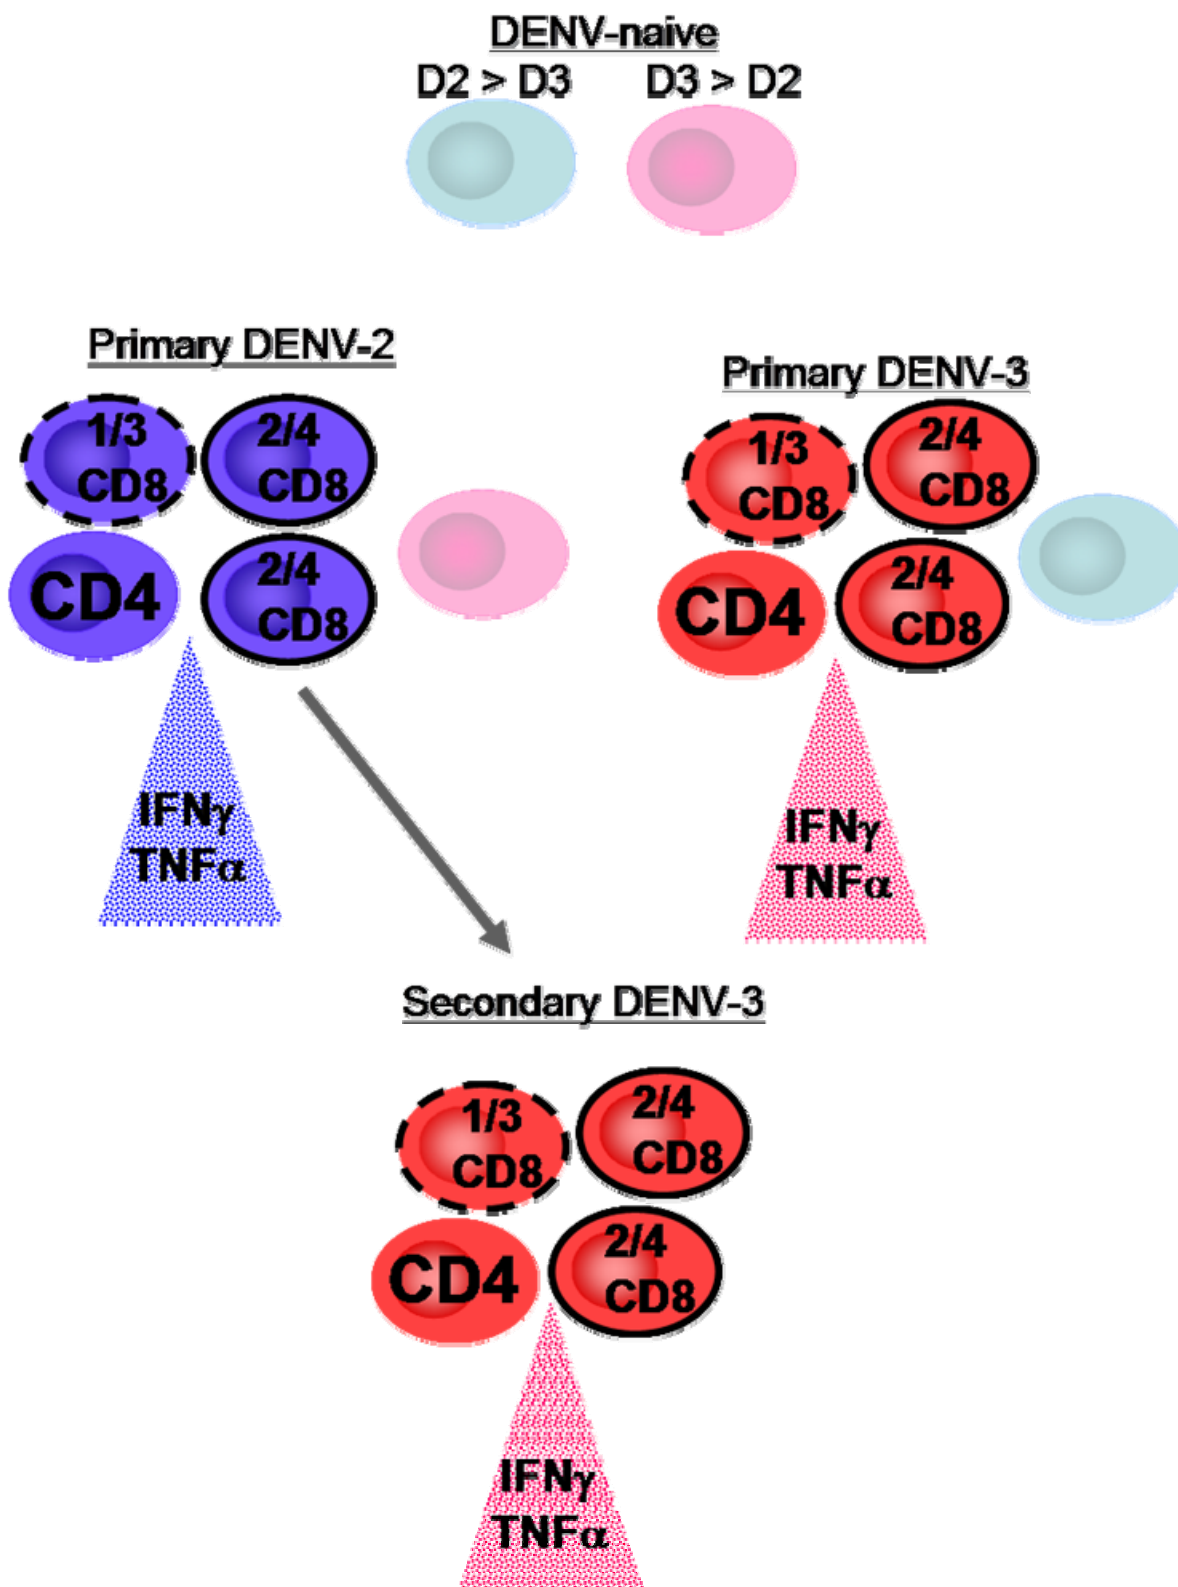 DENV-naive
D2 > D3
D3 > D2
Primary DENV-2
1/3
CD8
2/4
CD8
CD4
2/4
CD8
IFNγ
TNFα
Primary DENV-3
1/3
CD8
2/4
CD8
CD4
2/4
CD8
IFNγ
TNFα
Secondary DENV-3
1/3
CD8
2/4
CD8
CD4
2/4
CD8
IFNγ
TNFα